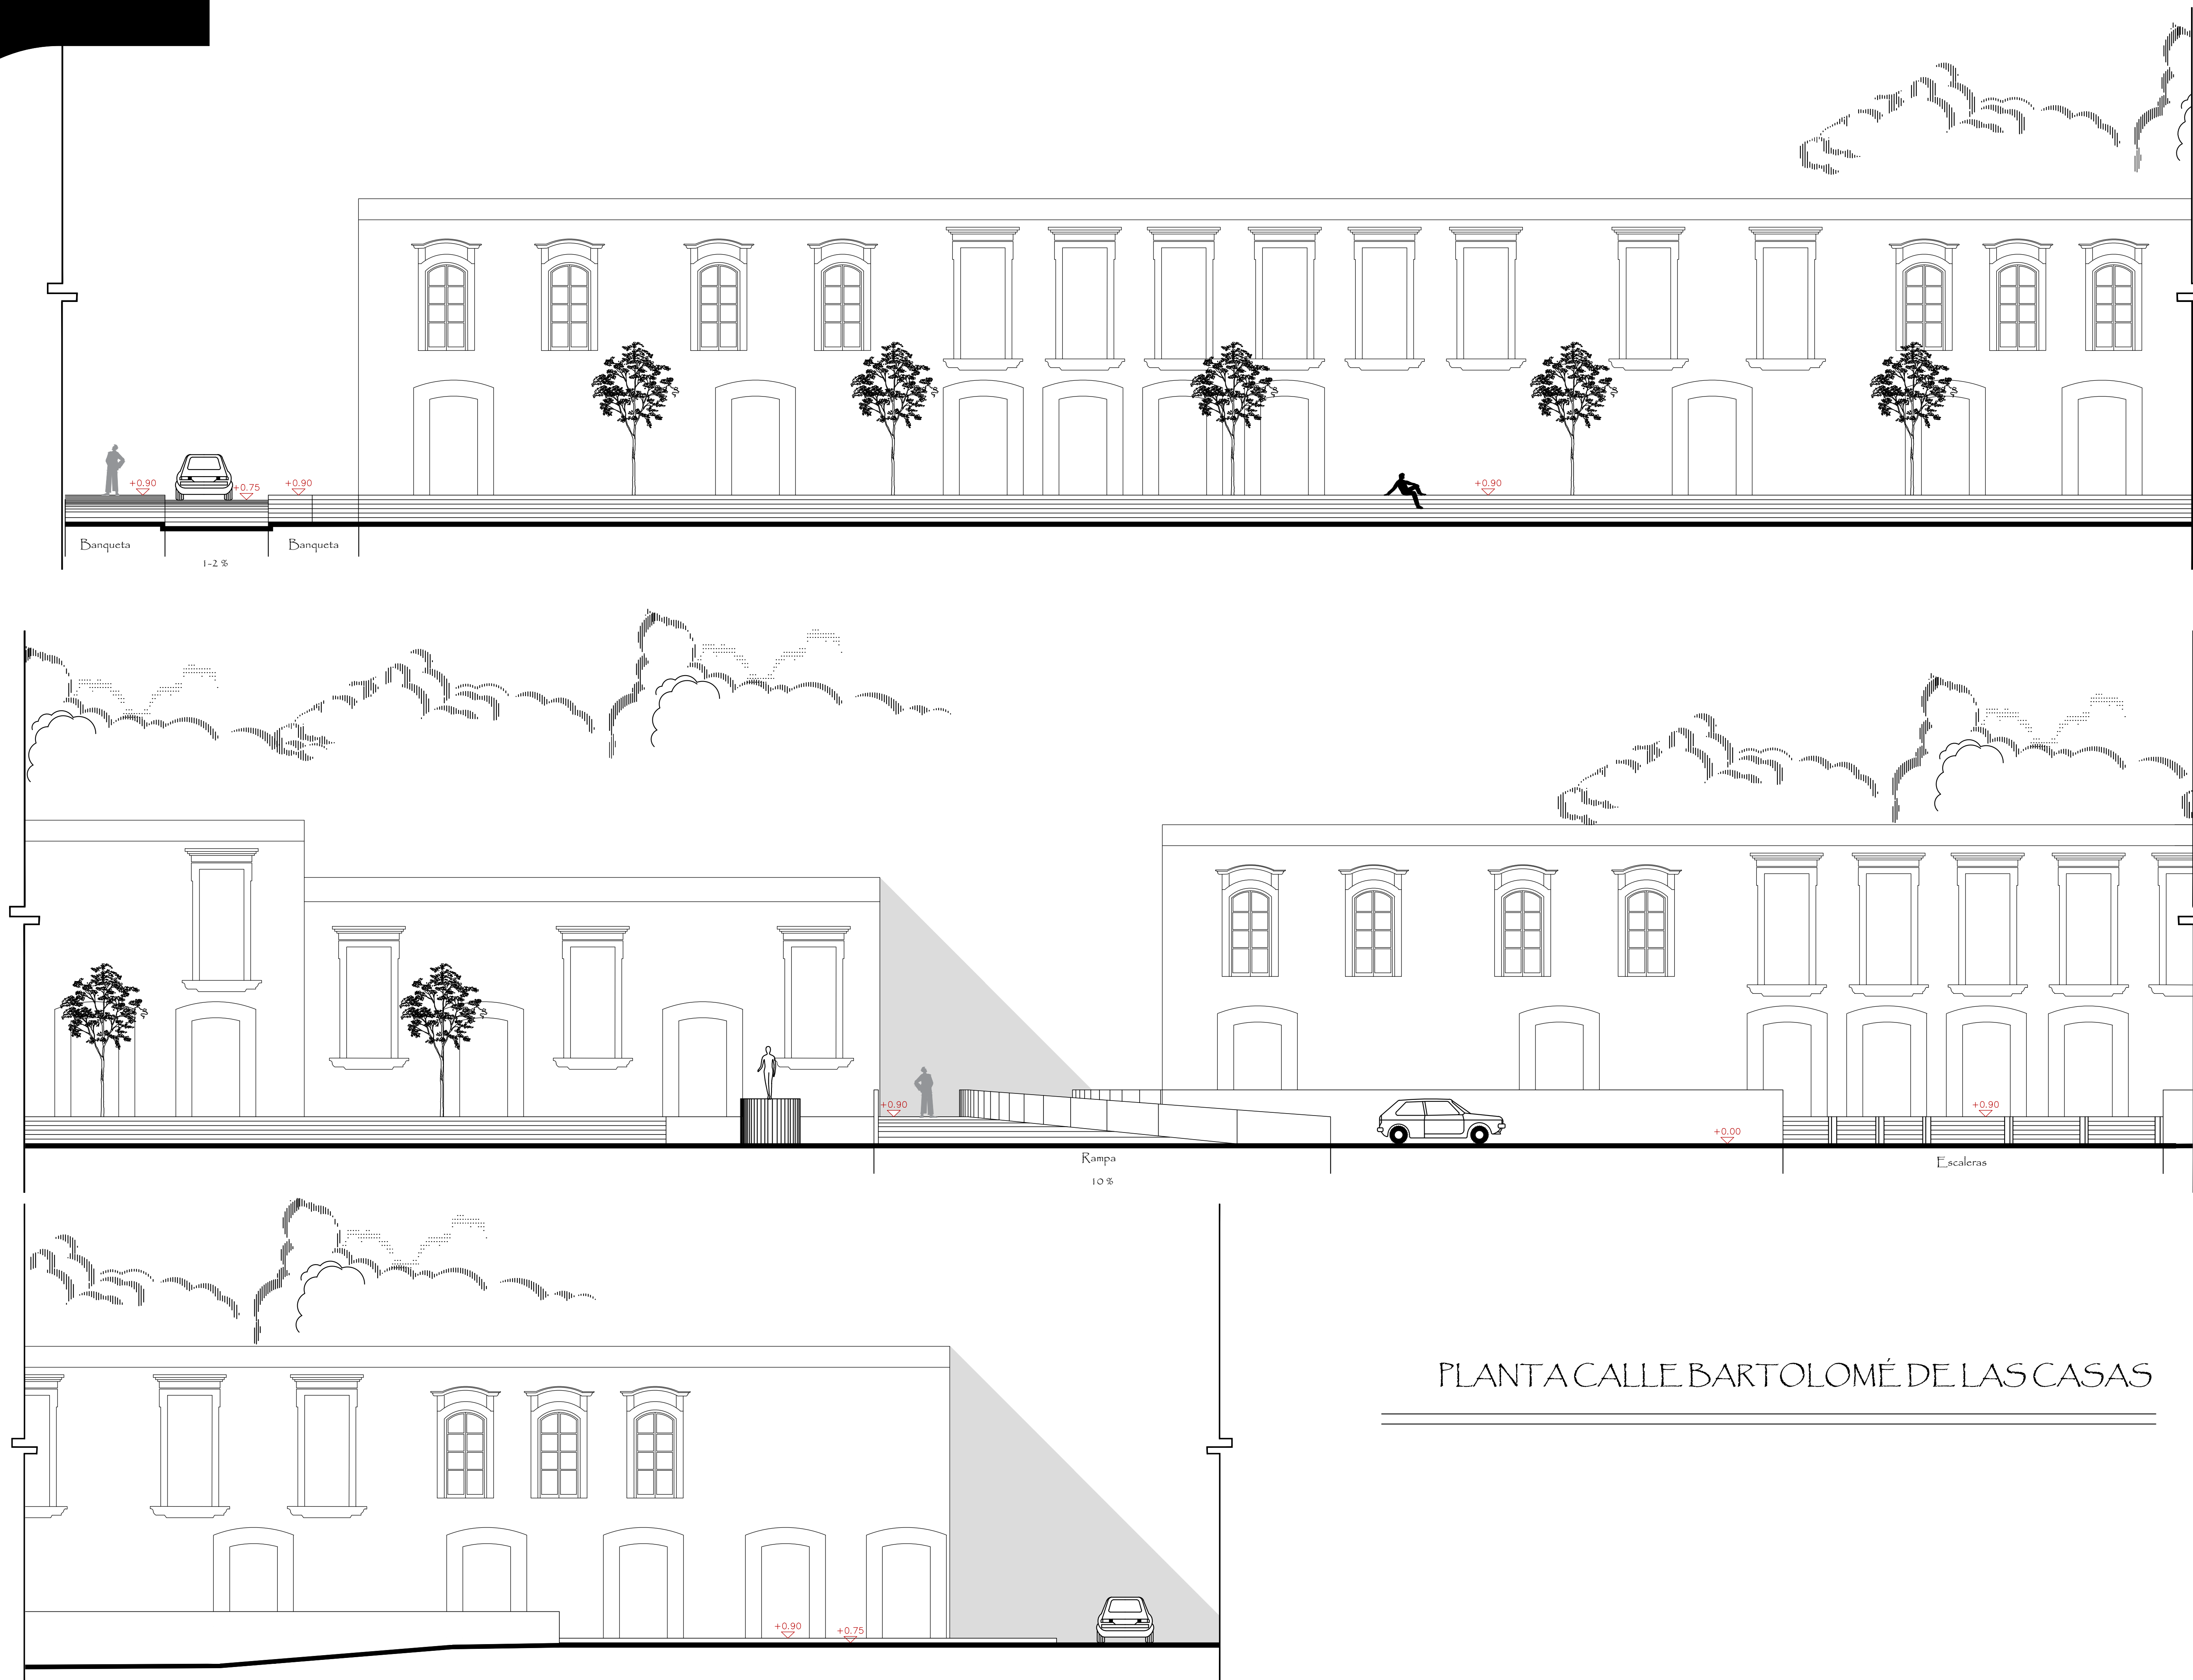 +0.90
+0.75
+0.90
+0.90
Banqueta
Banqueta
1-2 %
+0.90
+0.90
+0.00
Rampa
Escaleras
10 %
PLANTA CALLE BARTOLOMÉ DE LAS CASAS
+0.90
+0.75